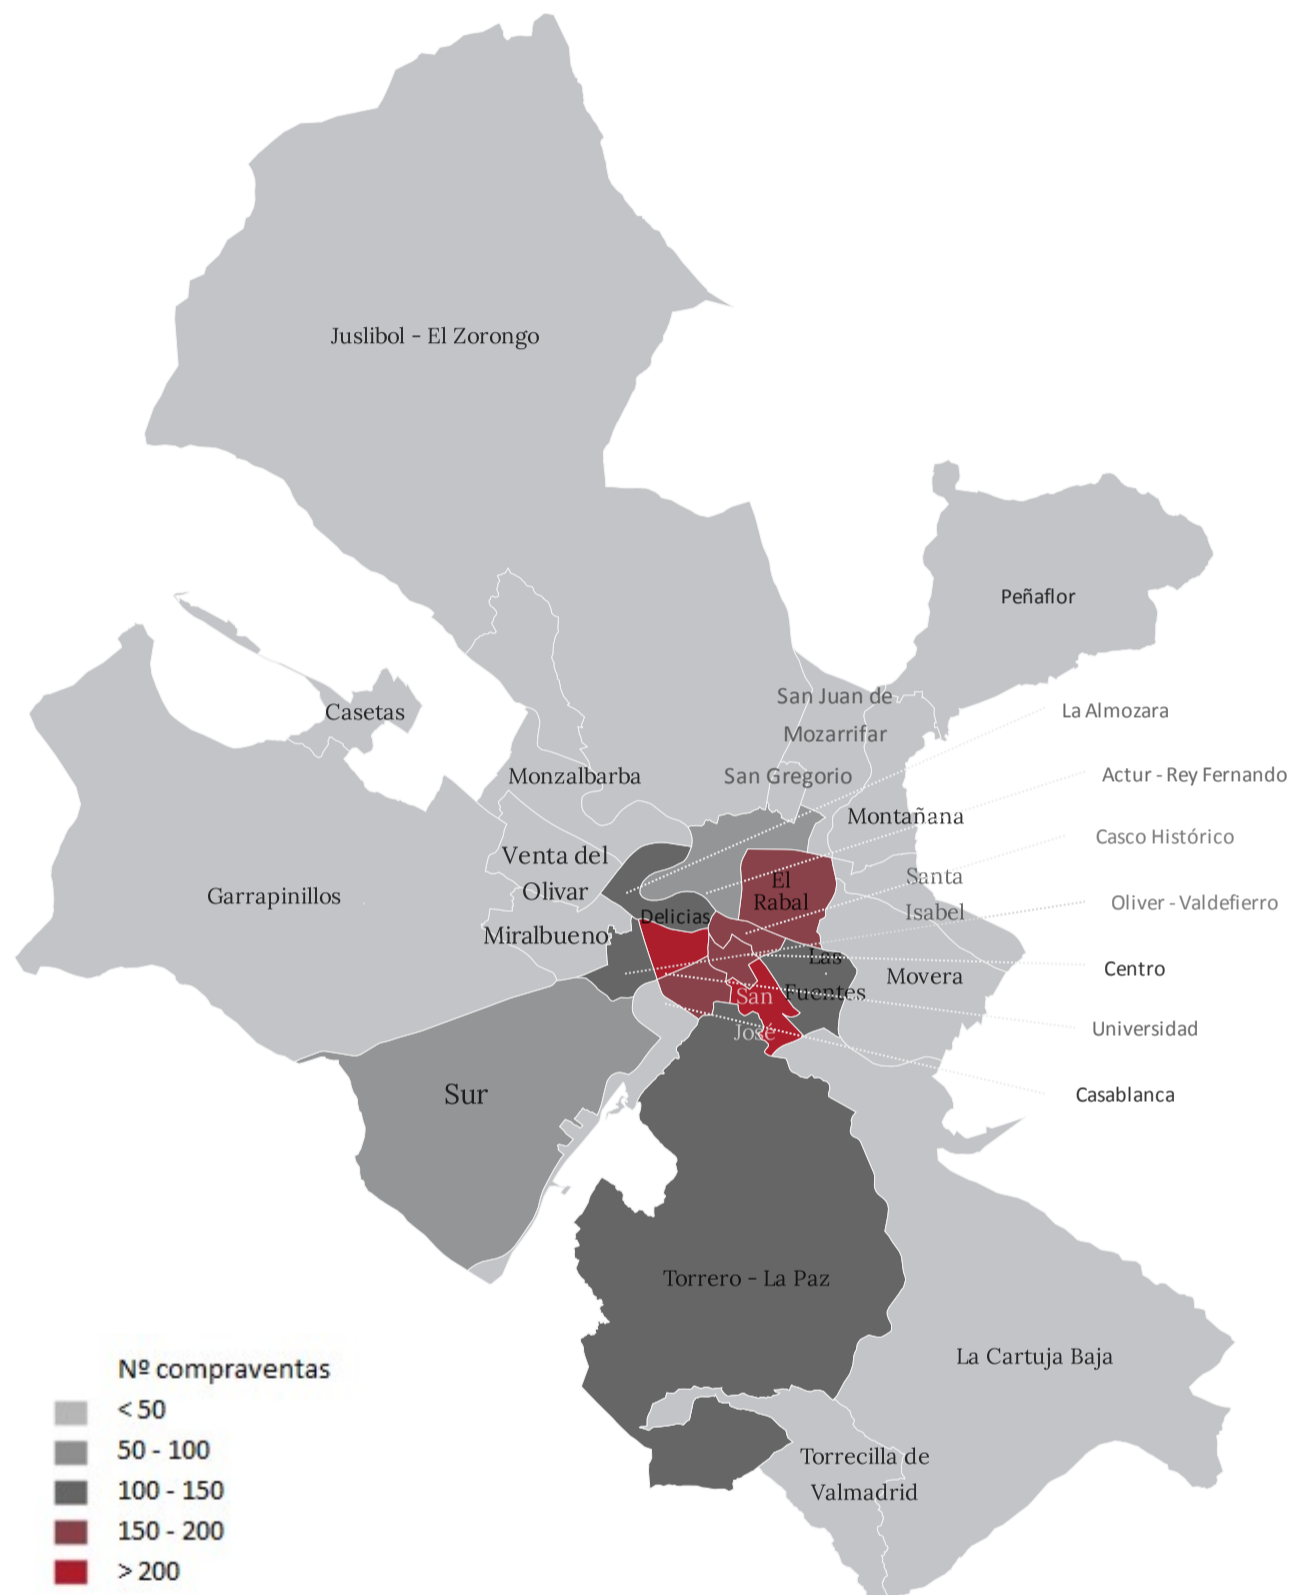 Juslibol - El Zorongo
Peñaflor
San Juan de
Mozarrifar
La Almozara
Casetas
Monzalbarba
San Gregorio
Actur - Rey Fernando
Montañana
Casco Histórico
Venta del
Olivar
Santa
Isabel
El
Rabal
Garrapinillos
Oliver - Valdefierro
Delicias
Miralbueno
Las
Fuentes
Movera
Centro
San
José
Universidad
Sur
Casablanca
Torrero - La Paz
La Cartuja Baja
Torrecilla de
Valmadrid
Nº compraventas
< 50
50 - 100
100 - 150
150 - 200
> 200